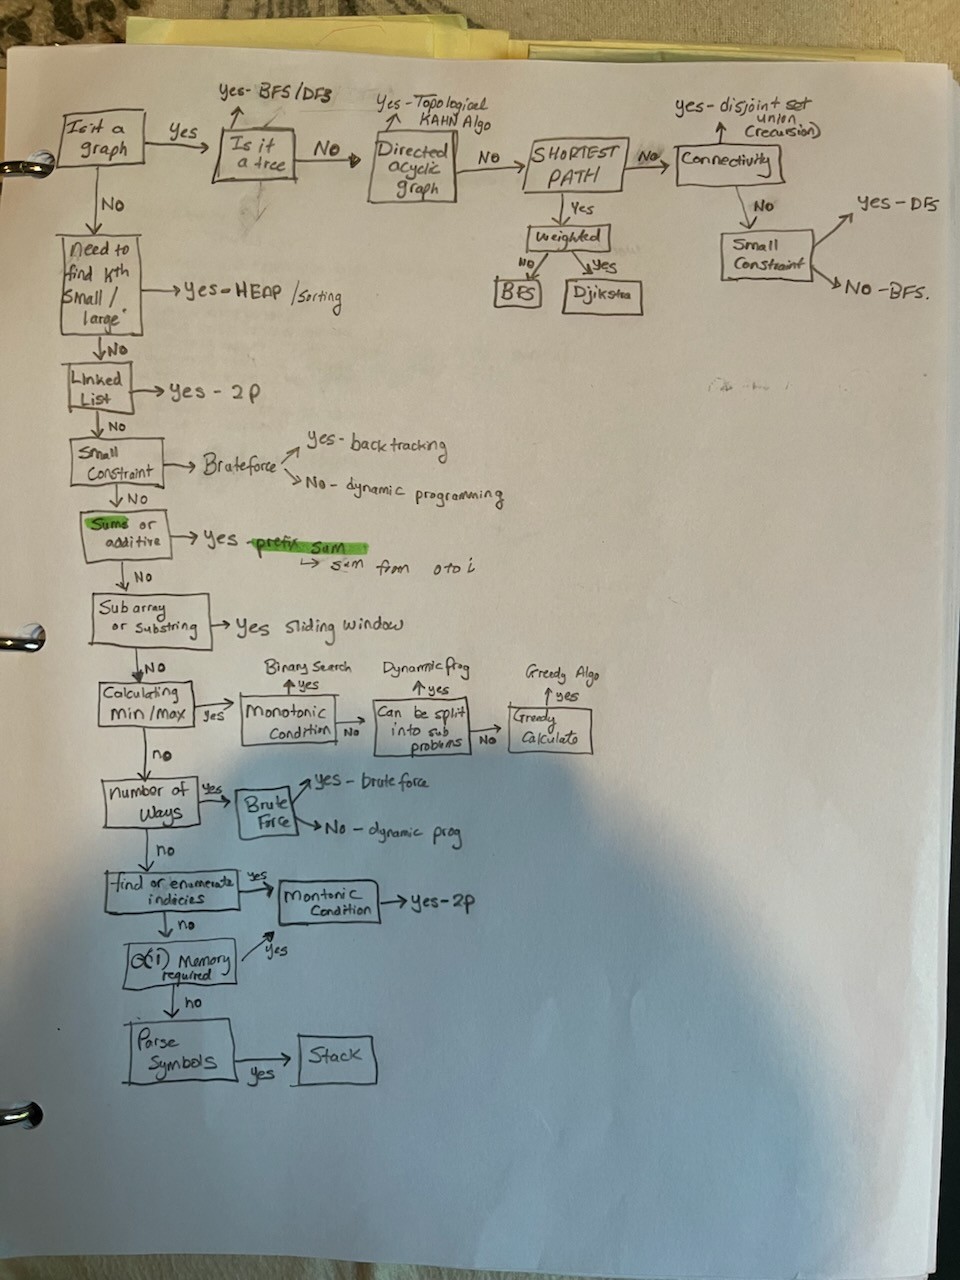 Is it a
graph
Yes
Is it
a tree
yes- BFS/DFS
NO
Directed
acyclic
graph
Yes - Topological
KAHN Algo
NO
SHORTEST
PATH
NO
Connectivity
yes - disjoint set
union
(recursion)
Yes
Weighted
NO
yes
BFS
Djikstra
NO
Small
Constraint
yes - DFS
NO - BFS.
NO
need to
find Kth
Small/
large
Yes - HEAP / Sorting
NO
Linked
List
Yes - 2P
NO
Small
Constraint
Bruteforce
yes - back tracking
No - dynamic programming
NO
Sums or
additive
yes - prefix sum
sum from 0 to i
NO
Sub array
or substring
Yes sliding window
NO
Calculating
Min/max
yes
Monotonic
Condition
yes
Binary Search
NO
Can be split
into sub
problems
yes
Dynammic prog
NO
Greedy
Calculate
yes
Greedy Algo
no
number of
ways
yes
Brute
Force
yes - brute force
No - dynamic prog
no
find or enumerate
indicies
yes
Montonic
Condition
yes - 2p
no
O(1) Memory
required
yes
no
Parse
Symbols
yes
Stack